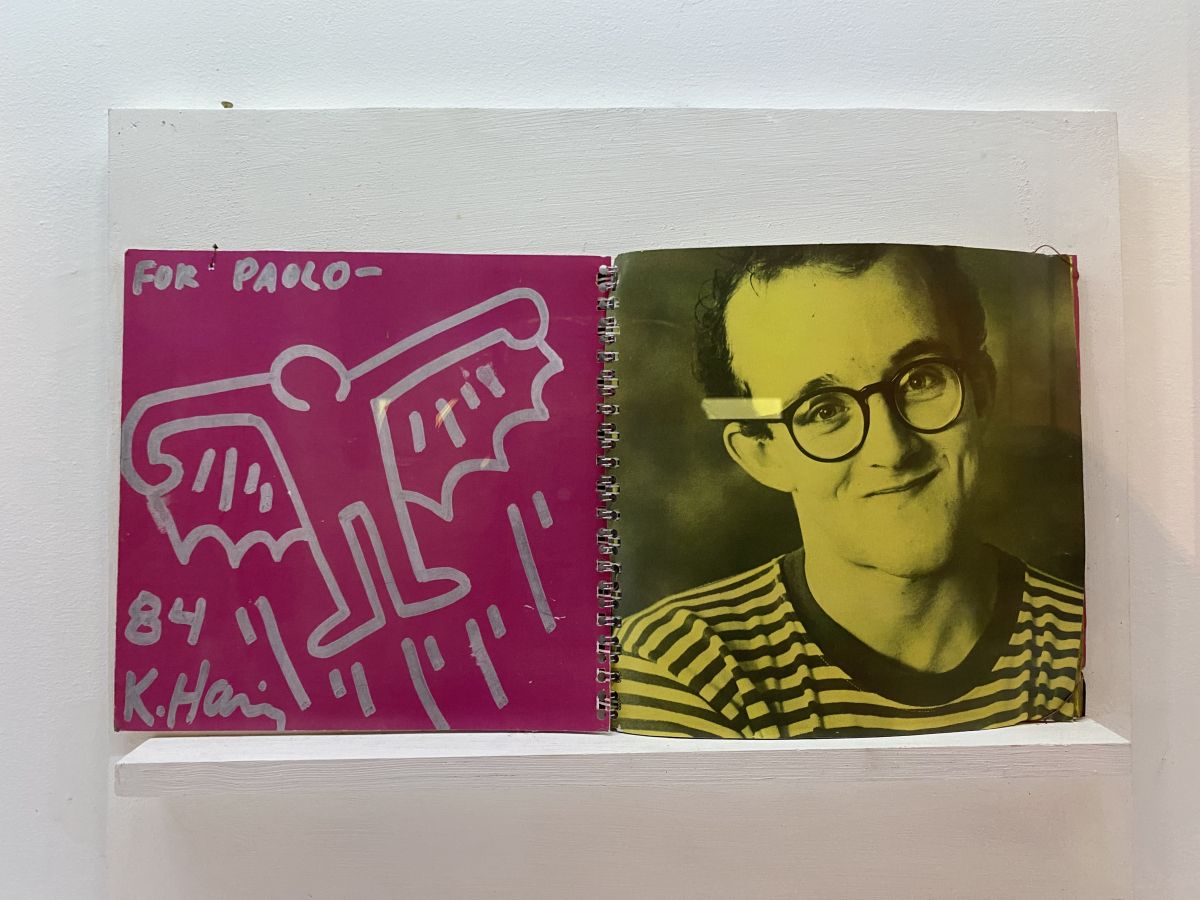 FOR PAOLO-
84
K. Haring